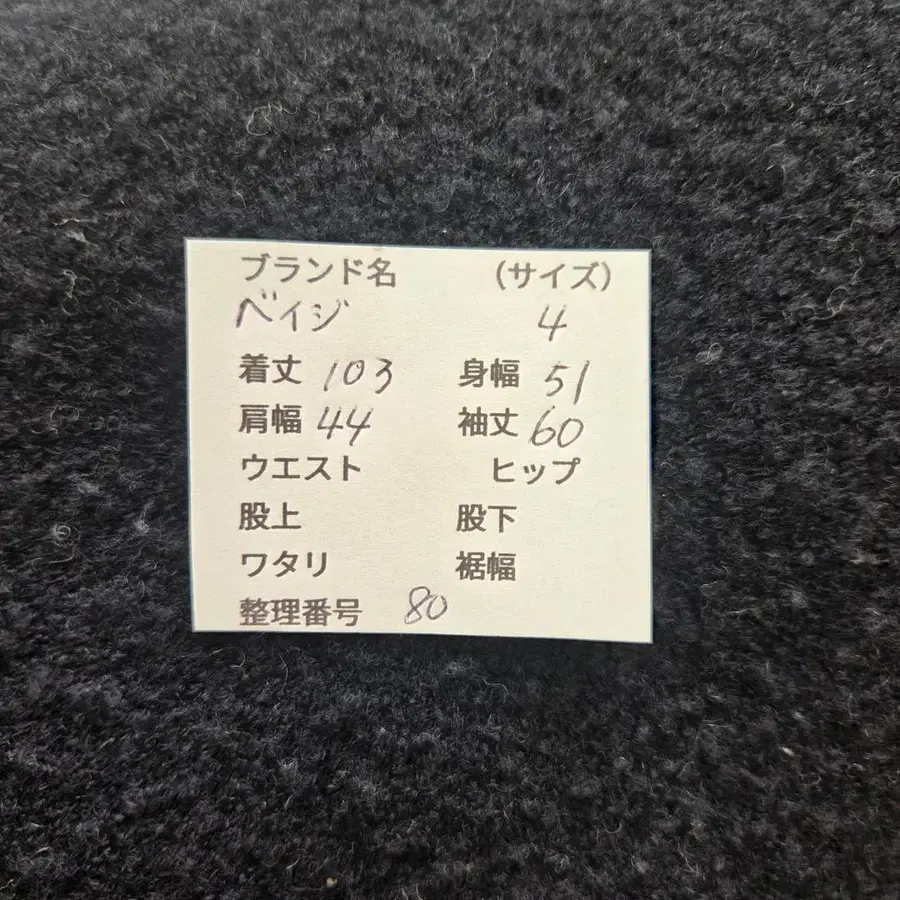 ブランド名 (サイズ)
ベイジ 4
着丈 103 身幅 51
肩幅 44 袖丈 60
ウエスト ヒップ
股上 股下
ワタリ 裾幅
整理番号 80